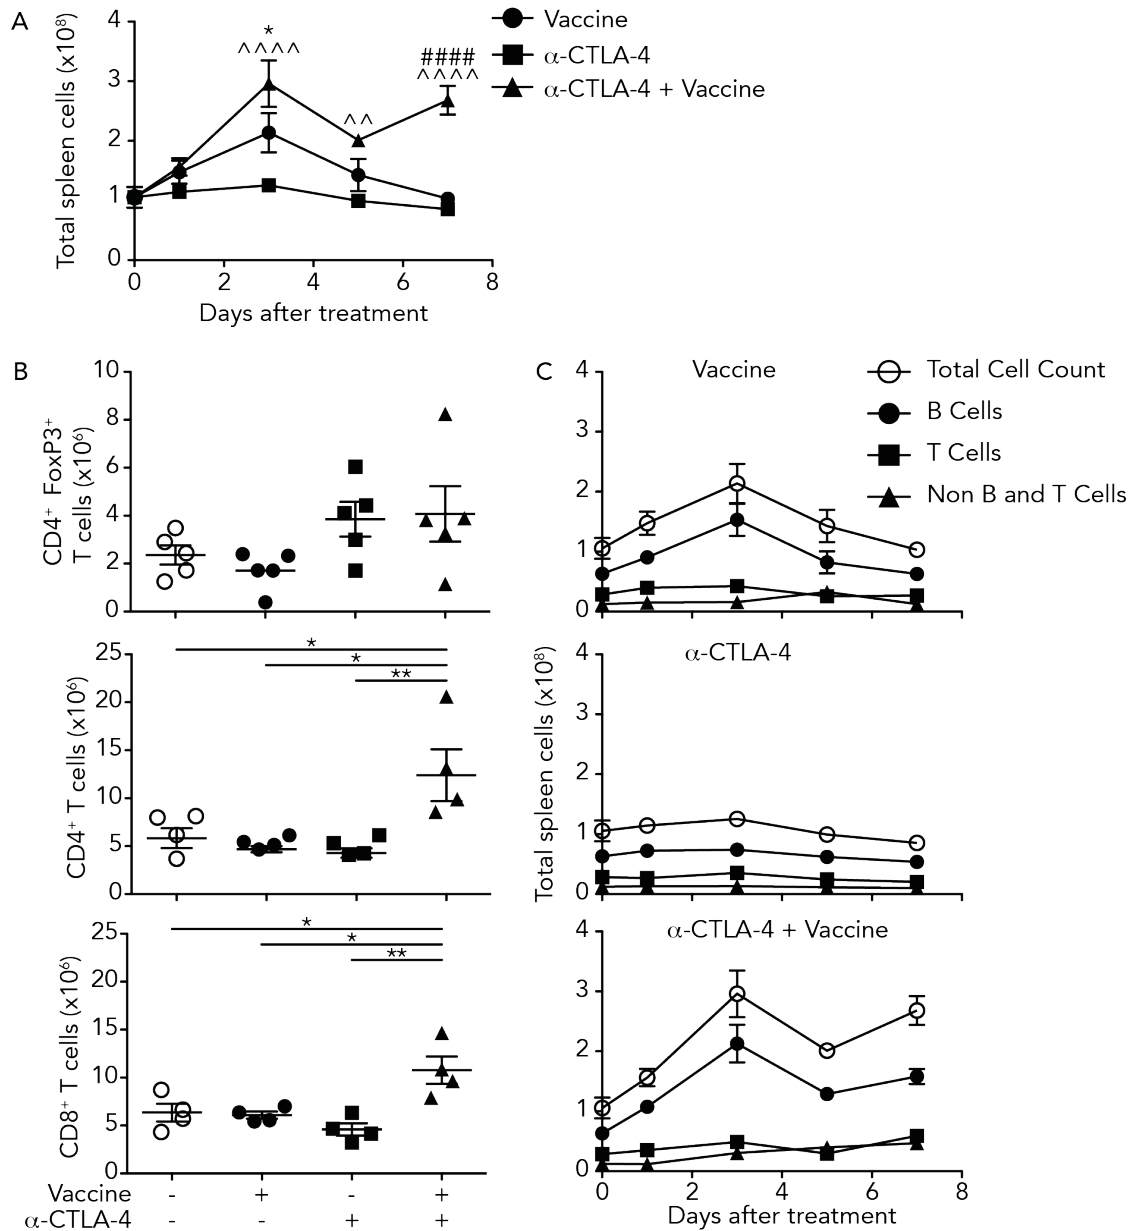 A
Total spleen cells (x10⁸)
4
3
2
1
0
0 2 4 6 8
Days after treatment
*
^^^^
^^
####
^^^^
Vaccine
α-CTLA-4
α-CTLA-4 + Vaccine
B
CD4⁺ FoxP3⁺
T cells (x10⁶)
10
8
6
4
2
0
CD4⁺ T cells (x10⁶)
25
20
15
10
5
0
*
*
**
CD8⁺ T cells (x10⁶)
25
20
15
10
5
0
*
*
**
Vaccine - + - +
α-CTLA-4 - - + +
C
Vaccine
4
3
2
1
0
Total Cell Count
B Cells
T Cells
Non B and T Cells
Total spleen cells (x10⁸)
α-CTLA-4
4
3
2
1
0
α-CTLA-4 + Vaccine
4
3
2
1
0
0 2 4 6 8
Days after treatment